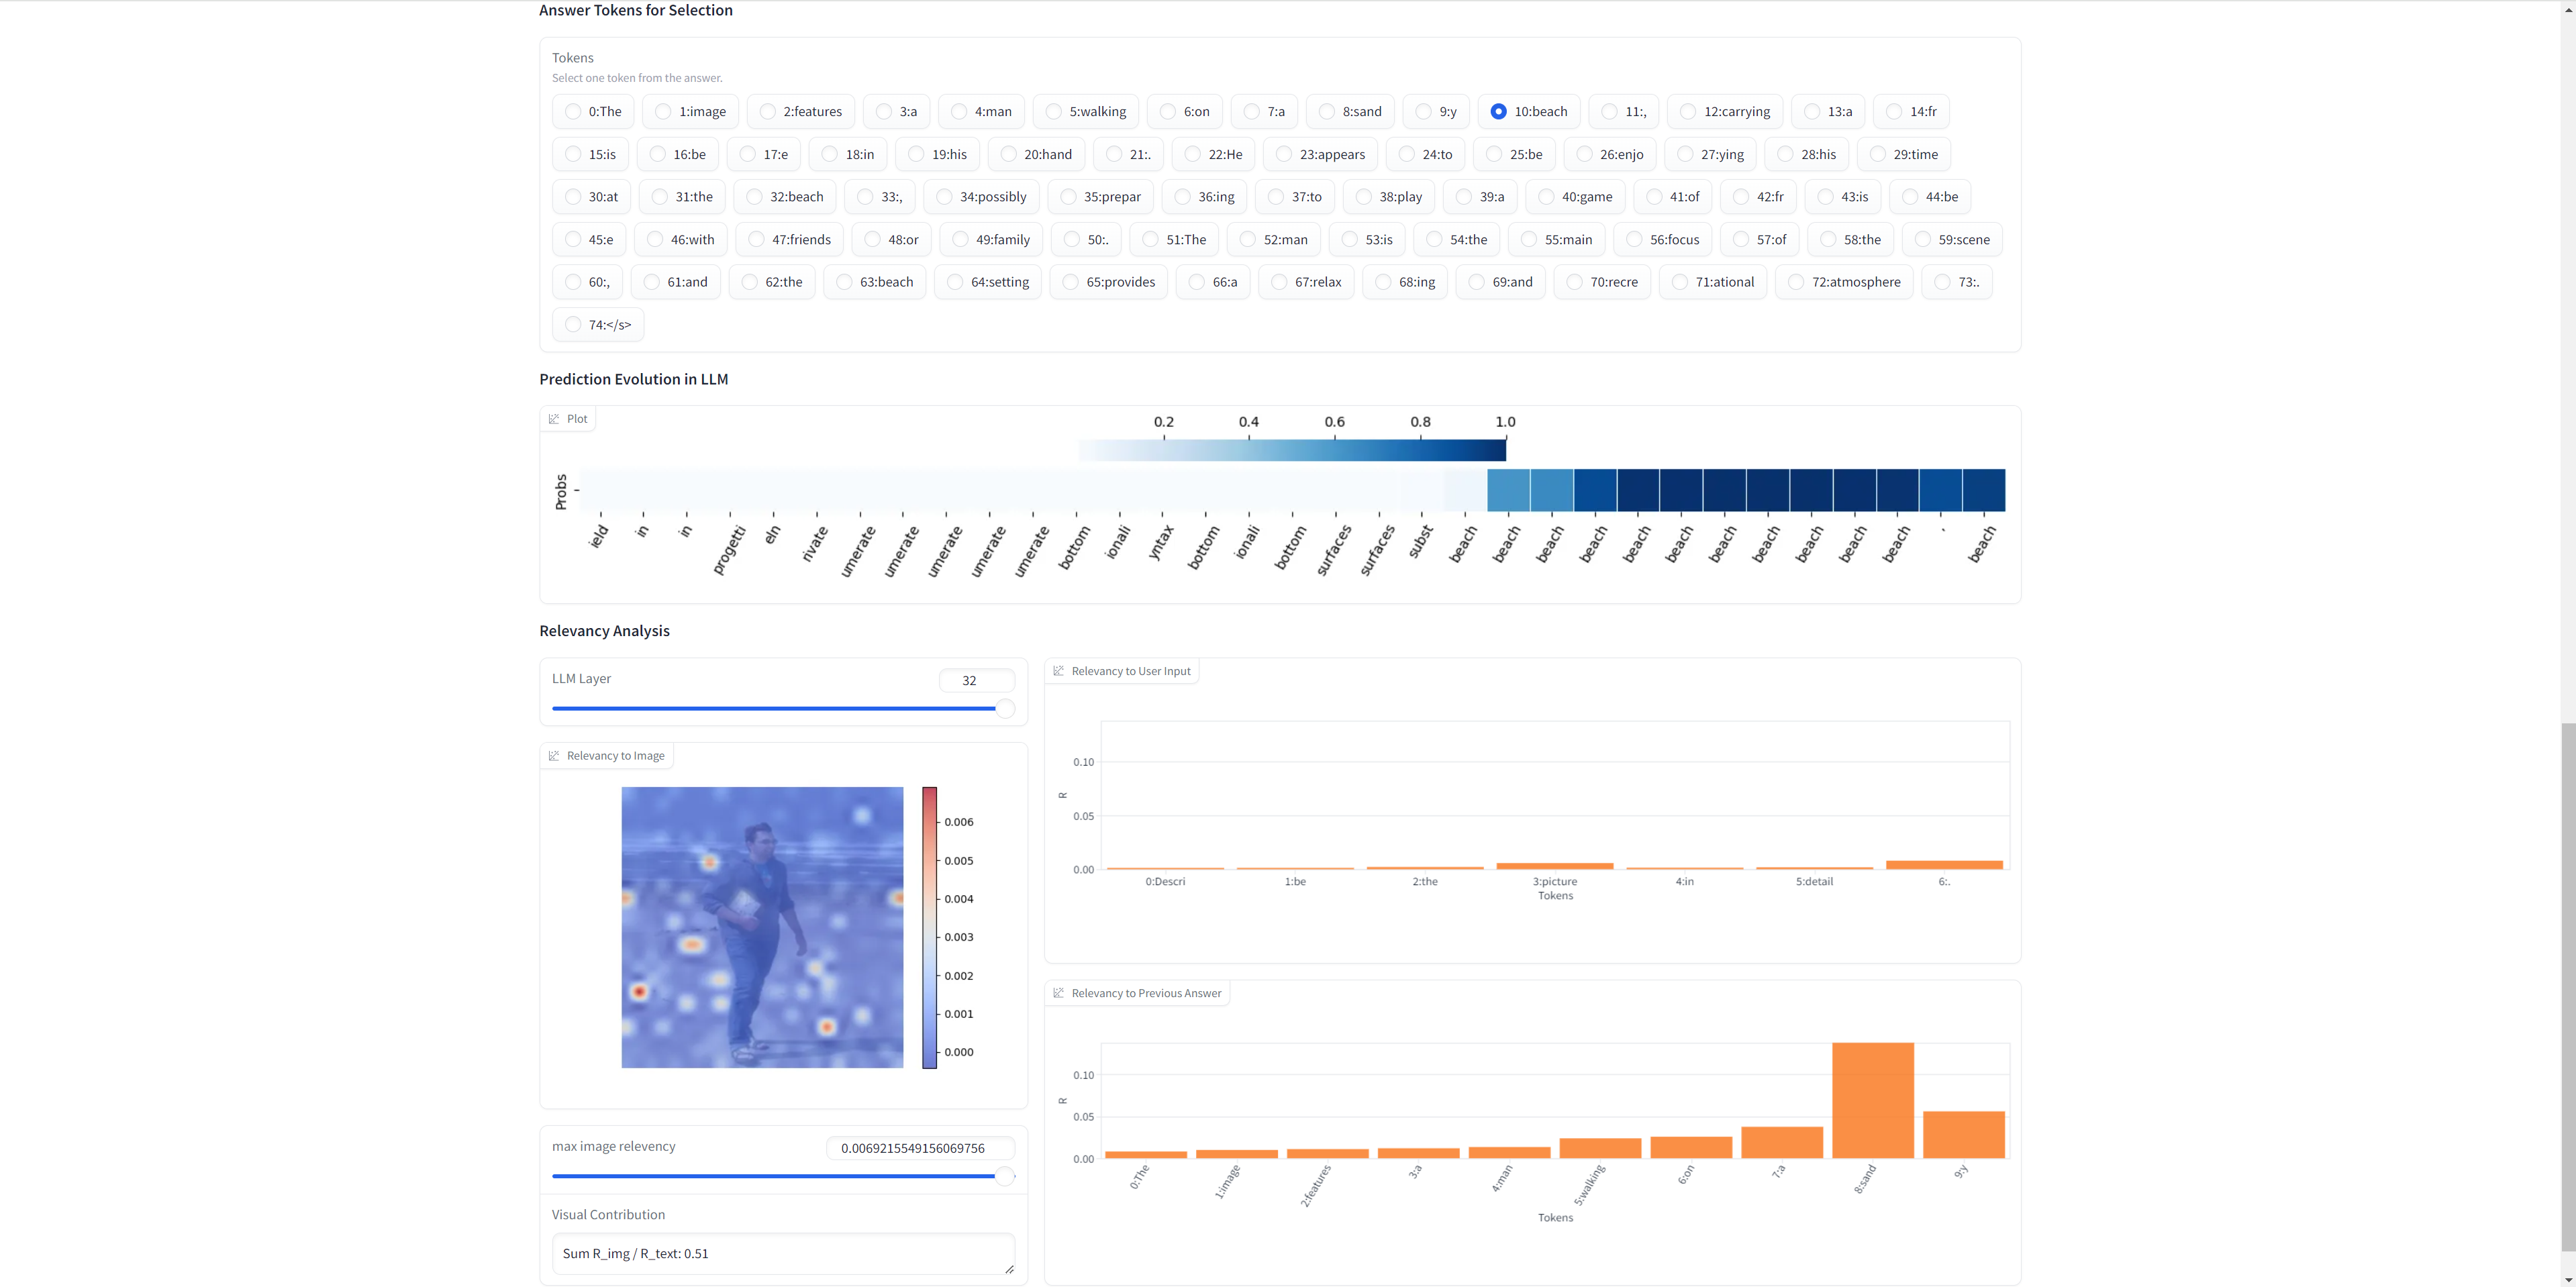 Answer Tokens for Selection
Tokens
Select one token from the answer.
0:The 1:image 2:features 3:a 4:man 5:walking 6:on 7:a 8:sand 9:y 10:beach 11:, 12:carrying 13:a 14:fr
15:is 16:be 17:e 18:in 19:his 20:hand 21:. 22:He 23:appears 24:to 25:be 26:enjo 27:ying 28:his 29:time
30:at 31:the 32:beach 33:, 34:possibly 35:prepar 36:ing 37:to 38:play 39:a 40:game 41:of 42:fr 43:is 44:be
45:e 46:with 47:friends 48:or 49:family 50:. 51:The 52:man 53:is 54:the 55:main 56:focus 57:of 58:the 59:scene
60:, 61:and 62:the 63:beach 64:setting 65:provides 66:a 67:relax 68:ing 69:and 70:recre 71:ational 72:atmosphere 73:.
74:</s>
Prediction Evolution in LLM
Plot
0.2 0.4 0.6 0.8 1.0
Probs
ield in in progetti eln rivate umerate umerate umerate umerate umerate bottom ionali yntax bottom ionali bottom surfaces surfaces subst beach beach beach beach beach beach beach beach beach beach beach , beach
Relevancy Analysis
LLM Layer
32
Relevancy to Image
0.006
0.005
0.004
0.003
0.002
0.001
0.000
max image relevency
0.0069215549156069756
Visual Contribution
Sum R_img / R_text: 0.51
Relevancy to User Input
0.10
R
0.05
0.00
0:Descri 1:be 2:the 3:picture 4:in 5:detail 6:.
Tokens
Relevancy to Previous Answer
0.10
R
0.05
0.00
0:The 1:image 2:features 3:a 4:man 5:walking 6:on 7:a 8:sand 9:y
Tokens